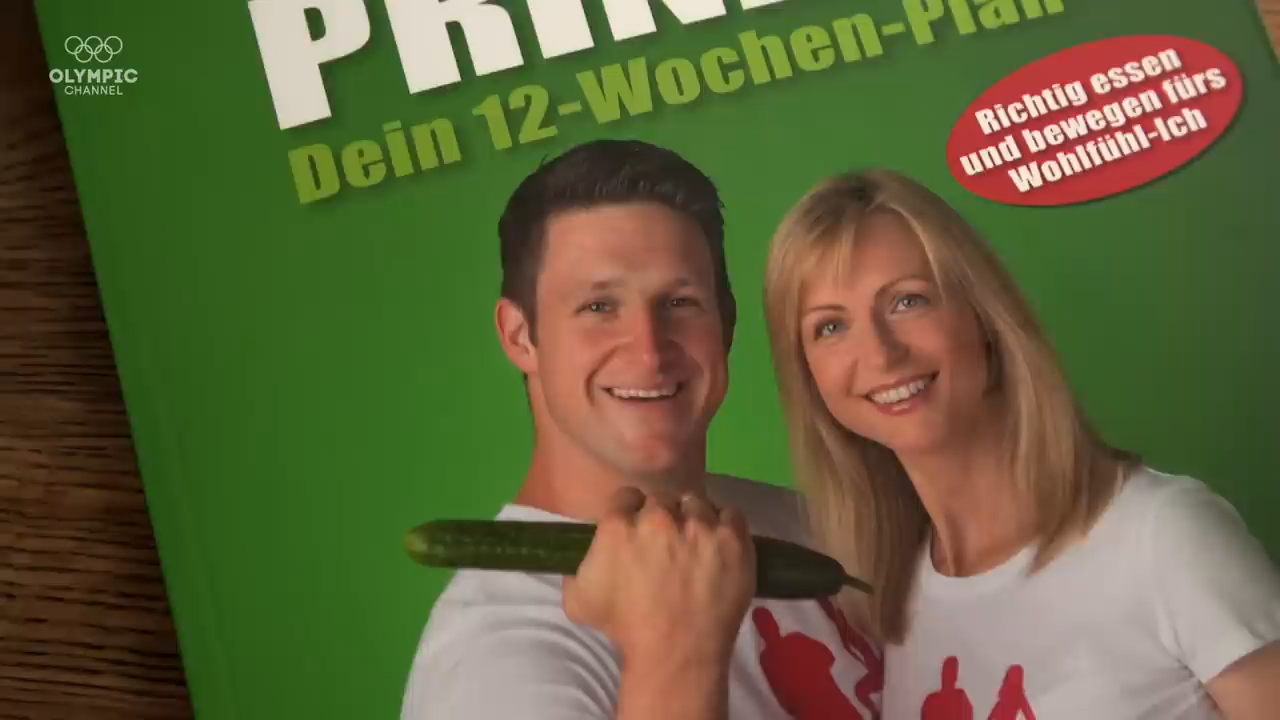 OLYMPIC
CHANNEL
Dein 12-Wochen-Plan
Richtig essen
und bewegen fürs
Wohlfühl-Ich